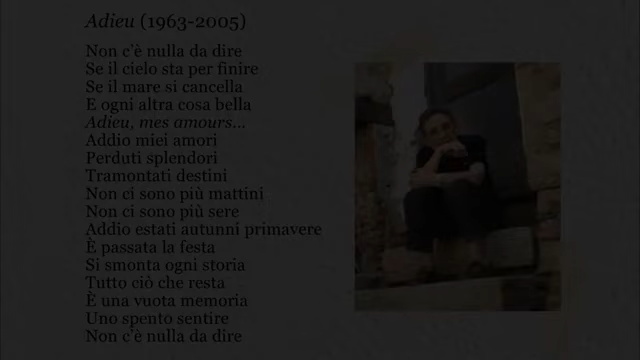 Adieu (1963-2005)
Non c'è nulla da dire
Se il cielo sta per finire
Se il mare si cancella
E ogni altra cosa bella
Adieu, mes amours...
Addio miei amori
Perduti splendori
Tramontati destini
Non ci sono più mattini
Non ci sono più sere
Addio estati autunni primavere
È passata la festa
Si smonta ogni storia
Tutto ciò che resta
È una vuota memoria
Uno spento sentire
Non c'è nulla da dire